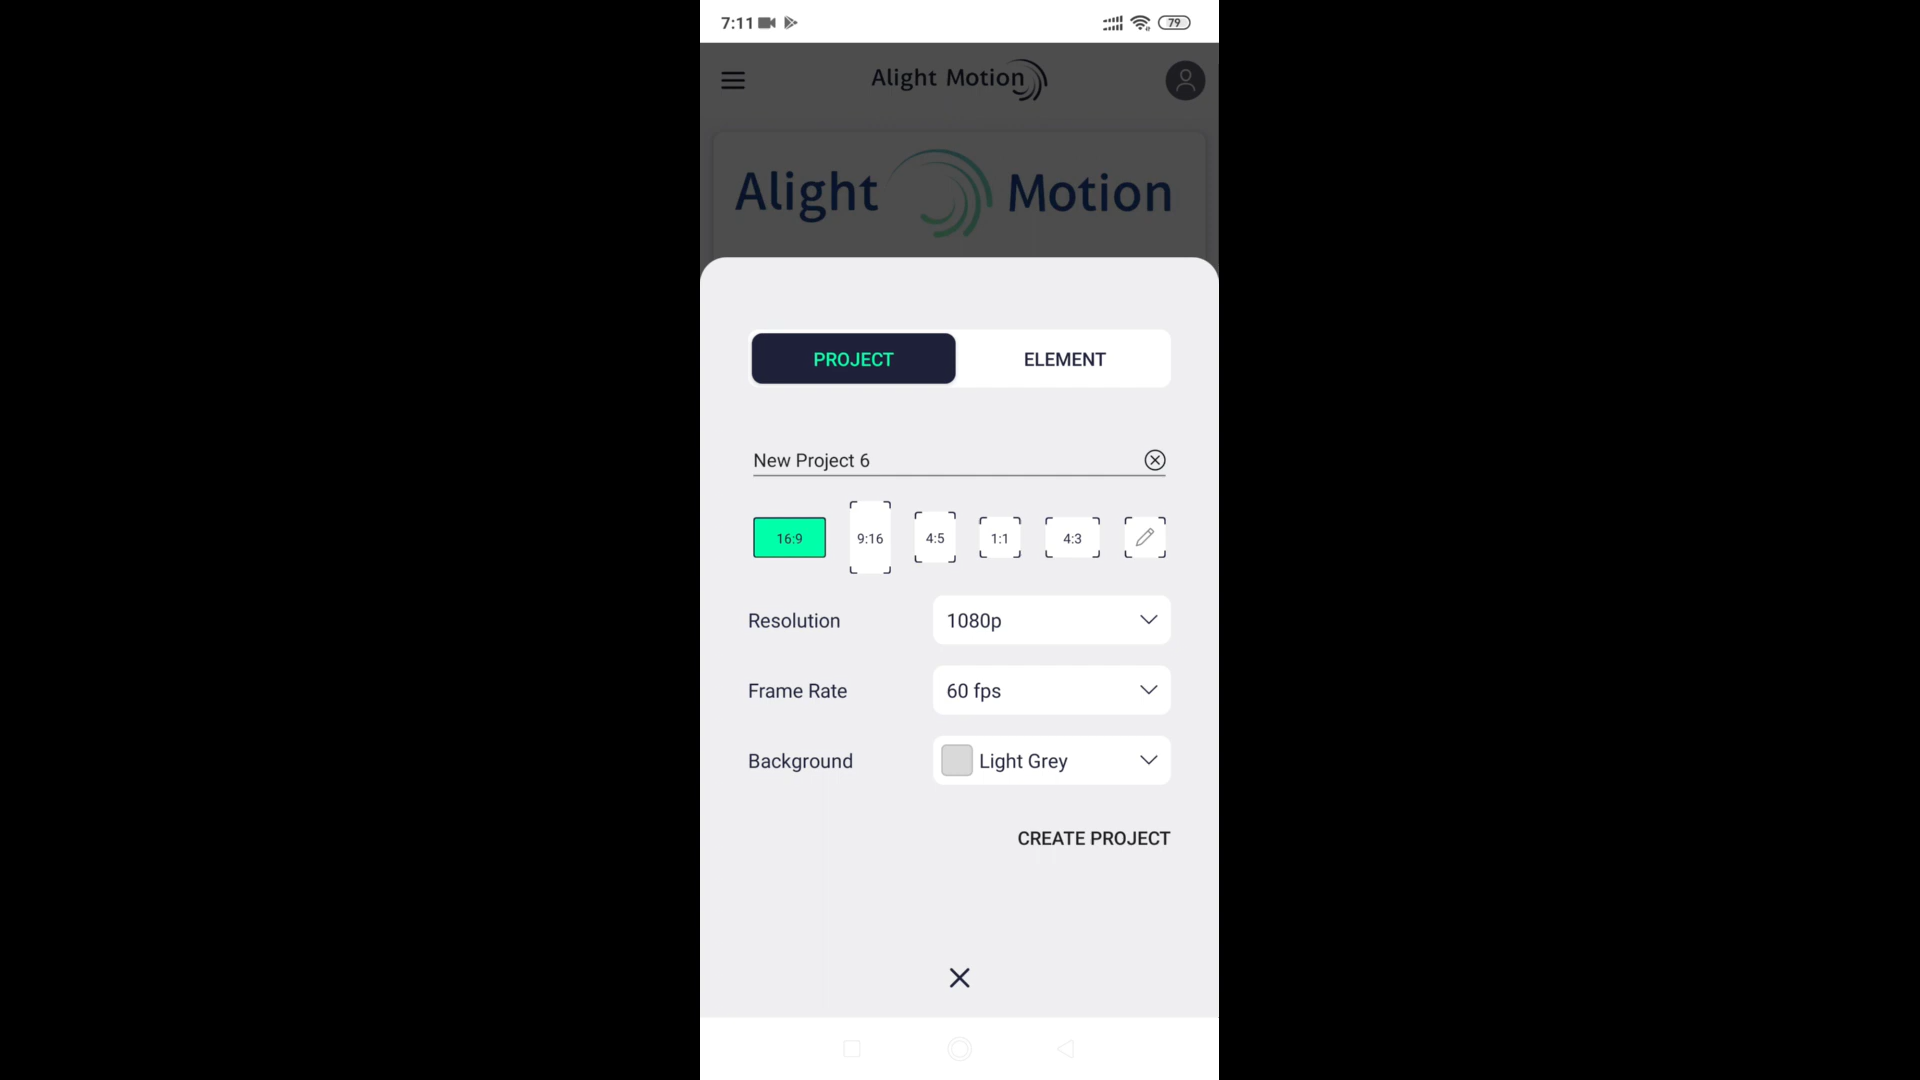 7:11
79
Alight Motion
Alight Motion
PROJECT
ELEMENT
New Project 6
16:9
9:16
4:5
1:1
4:3
Resolution
1080p
Frame Rate
60 fps
Background
Light Grey
CREATE PROJECT